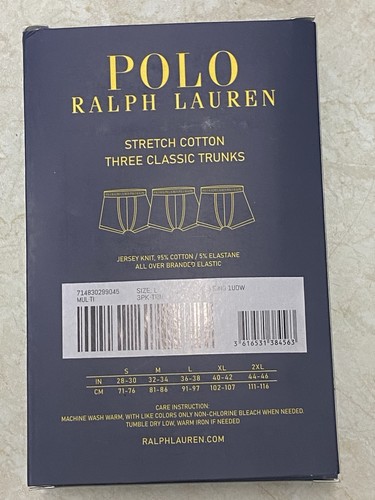 POLO
RALPH LAUREN
STRETCH COTTON
THREE CLASSIC TRUNKS
JERSEY KNIT, 95% COTTON / 5% ELASTANE
ALL OVER BRANDED ELASTIC
714830299045 SIZE: L
MULTI 3PK-TR
3 616531 384563
S M L XL 2XL
IN 28-30 32-34 36-38 40-42 44-46
CM 71-76 81-86 91-97 102-107 111-116
CARE INSTRUCTION:
MACHINE WASH WARM, WITH LIKE COLORS ONLY NON-CHLORINE BLEACH WHEN NEEDED.
TUMBLE DRY LOW, WARM IRON IF NEEDED
RALPHLAUREN.COM